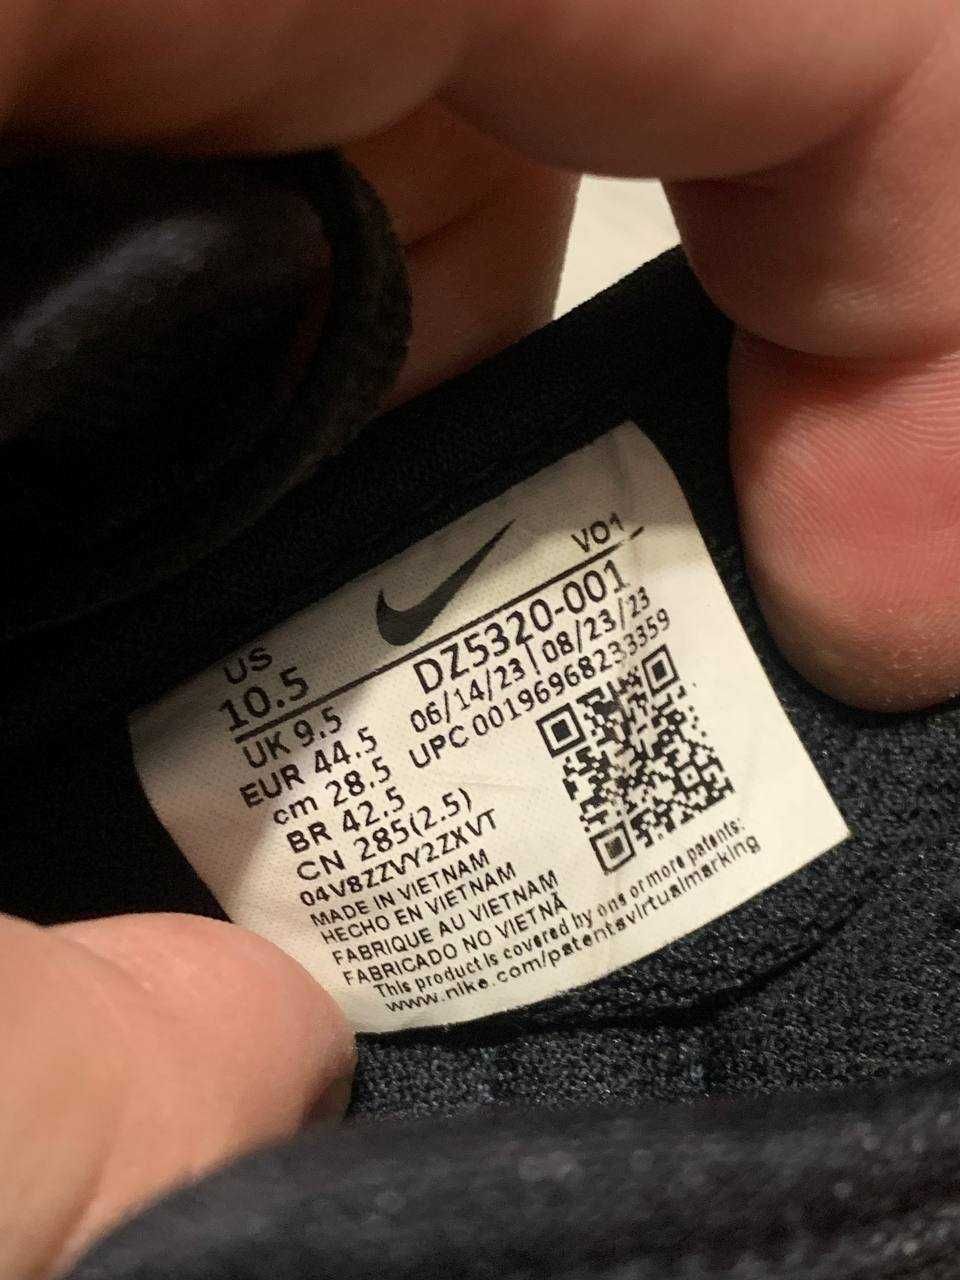 VO1
US
10.5
DZ5320-001
UK 9.5
06/14/23 | 08/23/23
EUR 44.5
UPC 00196968233359
cm 28.5
BR 42.5
CN 285(2.5)
04V8ZZVY2ZXVT
MADE IN VIETNAM
HECHO EN VIETNAM
FABRIQUE AU VIETNAM
FABRICADO NO VIETNÃ
This product is covered by one or more patents:
www.nike.com/patentsvirtualmarking